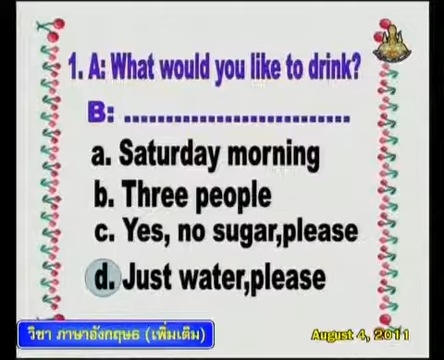 1. A: What would you like to drink?
B: ............................
a. Saturday morning
b. Three people
c. Yes, no sugar,please
d. Just water,please
วิชา ภาษาอังกฤษ6 (เพิ่มเติม)
August 4, 2011